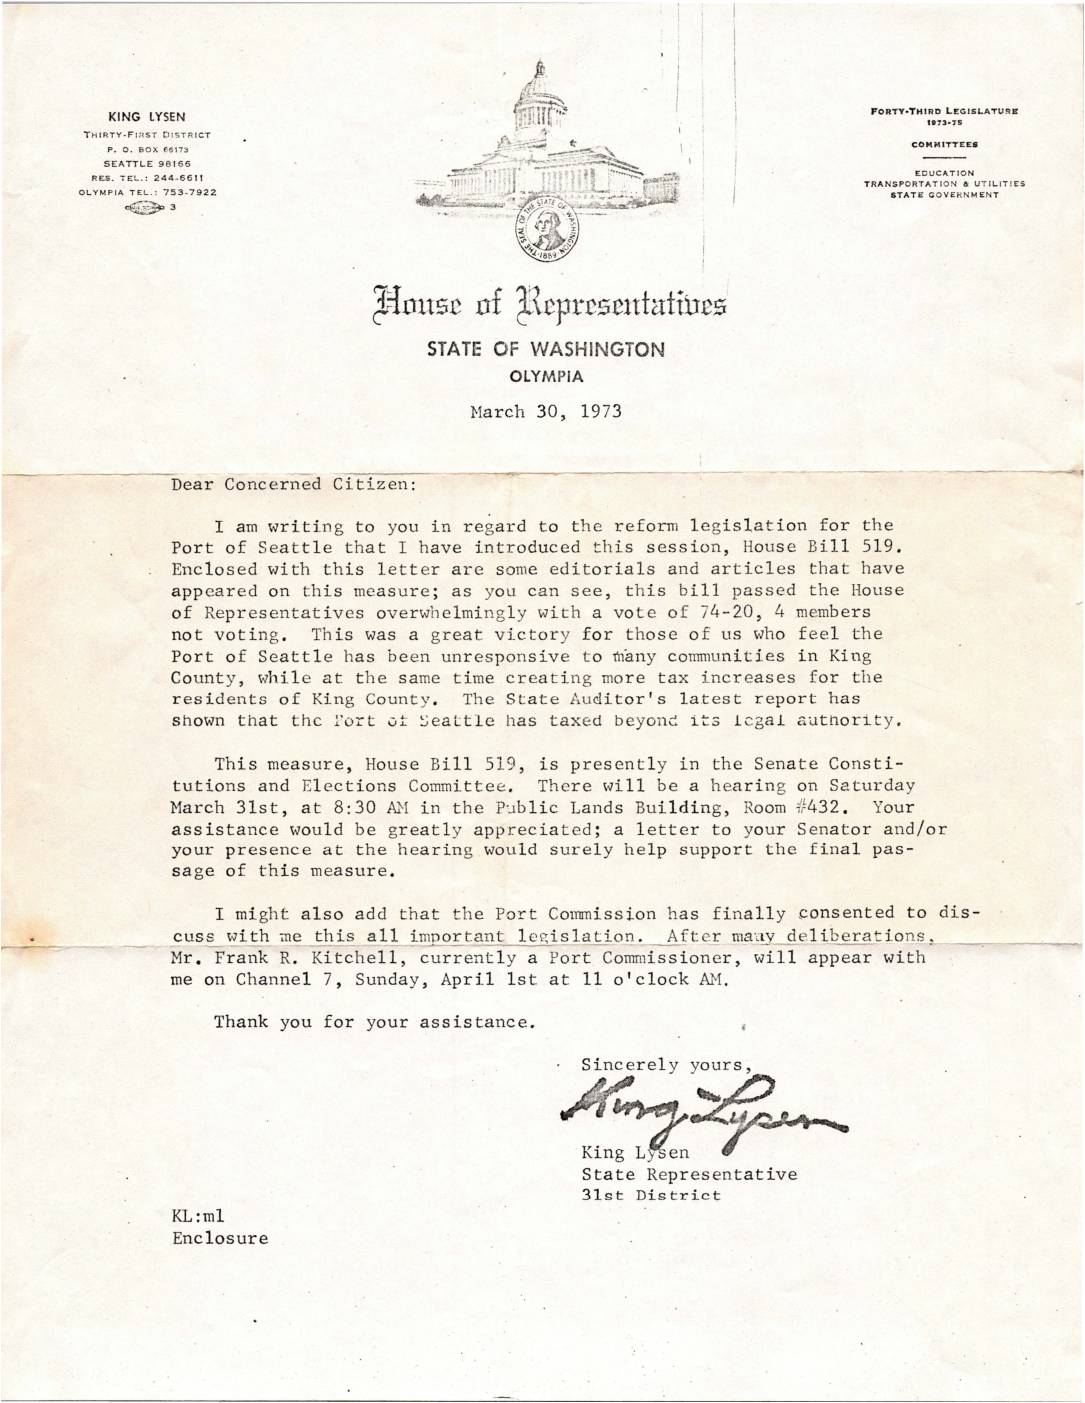 KING LYSEN
THIRTY-FIRST DISTRICT
P. O. BOX 66173
SEATTLE 98166
RES. TEL.: 244-6611
OLYMPIA TEL.: 753-7922
3
FORTY-THIRD LEGISLATURE
1973-75
COMMITTEES
EDUCATION
TRANSPORTATION & UTILITIES
STATE GOVERNMENT
THE SEAL OF THE STATE OF WASHINGTON
1889
House of Representatives
STATE OF WASHINGTON
OLYMPIA
March 30, 1973
Dear Concerned Citizen:
I am writing to you in regard to the reform legislation for the
Port of Seattle that I have introduced this session, House Bill 519.
Enclosed with this letter are some editorials and articles that have
appeared on this measure; as you can see, this bill passed the House
of Representatives overwhelmingly with a vote of 74-20, 4 members
not voting. This was a great victory for those of us who feel the
Port of Seattle has been unresponsive to many communities in King
County, while at the same time creating more tax increases for the
residents of King County. The State Auditor's latest report has
shown that the Port of Seattle has taxed beyond its legal authority.
This measure, House Bill 519, is presently in the Senate Consti-
tutions and Elections Committee. There will be a hearing on Saturday
March 31st, at 8:30 AM in the Public Lands Building, Room #432. Your
assistance would be greatly appreciated; a letter to your Senator and/or
your presence at the hearing would surely help support the final pas-
sage of this measure.
I might also add that the Port Commission has finally consented to dis-
cuss with me this all important legislation. After many deliberations,
Mr. Frank R. Kitchell, currently a Port Commissioner, will appear with
me on Channel 7, Sunday, April 1st at 11 o'clock AM.
Thank you for your assistance.
Sincerely yours,
King Lysen
King Lysen
State Representative
31st District
KL:ml
Enclosure